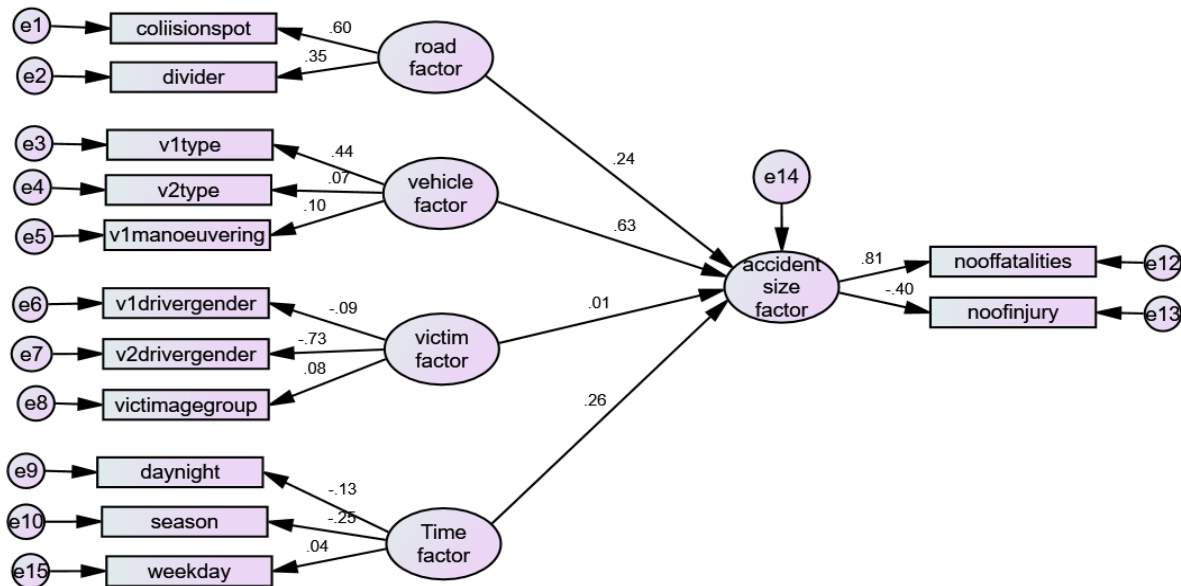 e1
coliisionspot
.60
road
factor
e2
divider
.35
e3
v1type
.44
vehicle
factor
e4
v2type
.07
e5
v1manoeuvering
.10
.24
.63
e14
accident
size
factor
.81
nooffatalities
e12
-.40
noofinjury
e13
e6
v1drivergender
-.09
victim
factor
.01
e7
v2drivergender
-.73
e8
victimagegroup
.08
.26
e9
daynight
-.13
Time
factor
e10
season
-.25
e15
weekday
.04